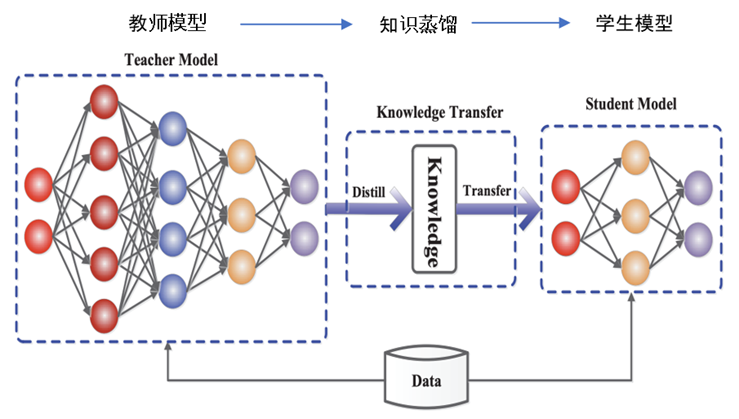 教师模型
知识蒸馏
学生模型
Teacher Model
Knowledge Transfer
Student Model
Distill
Knowledge
Transfer
Data